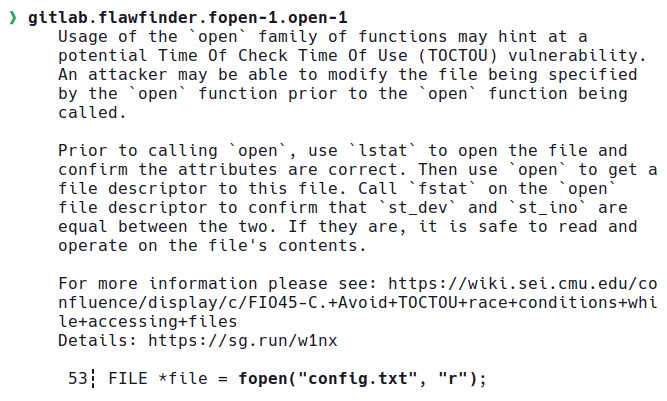 ❯ gitlab.flawfinder.fopen-1.open-1
Usage of the `open` family of functions may hint at a
potential Time Of Check Time Of Use (TOCTOU) vulnerability.
An attacker may be able to modify the file being specified
by the `open` function prior to the `open` function being
called.

Prior to calling `open`, use `lstat` to open the file and
confirm the attributes are correct. Then use `open` to get a
file descriptor to this file. Call `fstat` on the `open`
file descriptor to confirm that `st_dev` and `st_ino` are
equal between the two. If they are, it is safe to read and
operate on the file's contents.

For more information please see: https://wiki.sei.cmu.edu/co
nfluence/display/c/FIO45-C.+Avoid+TOCTOU+race+conditions+whi
le+accessing+files
Details: https://sg.run/w1nx

53┆ FILE *file = fopen("config.txt", "r");